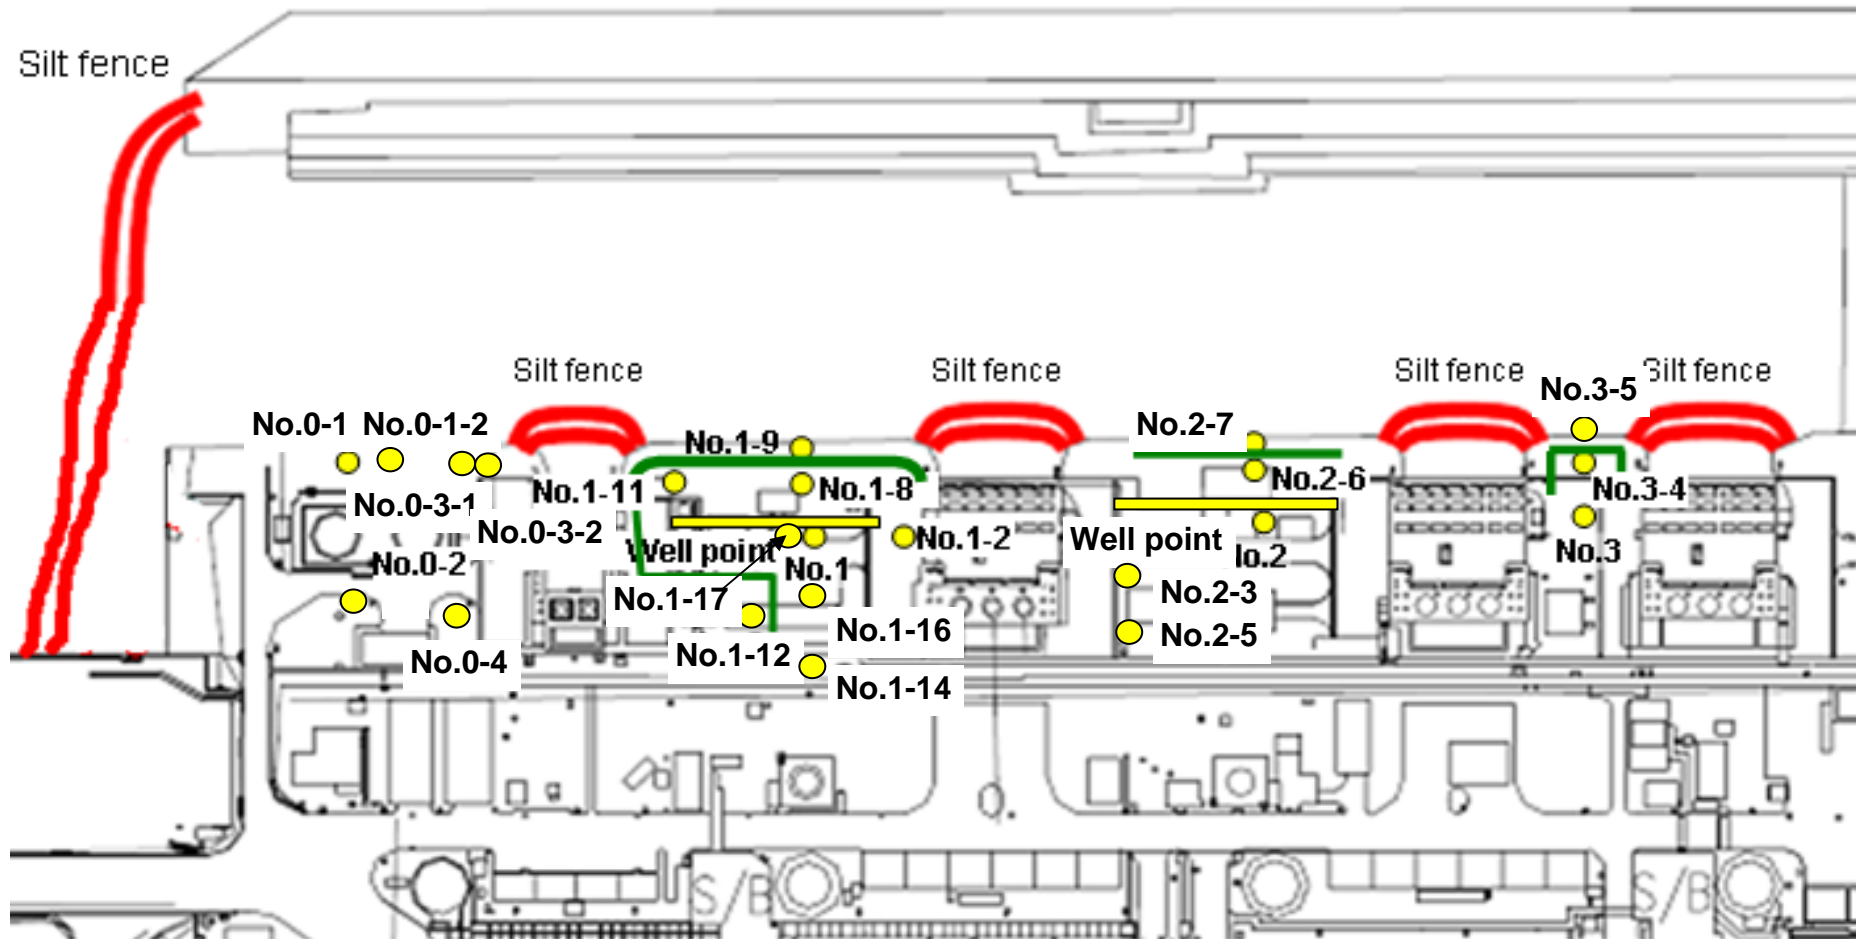 Silt fence
Silt fence
Silt fence
Silt fence
Silt fence
No.3-5
No.0-1
No.0-1-2
No.1-9
No.2-7
No.0-3-1
No.1-11
No.1-8
No.2-6
No.3-4
No.0-3-2
No.1-2
Well point
Well point
No.2
No.3
No.0-2
No.1
No.1-17
No.2-3
No.1-16
No.2-5
No.0-4
No.1-12
No.1-14
S/B
S/B